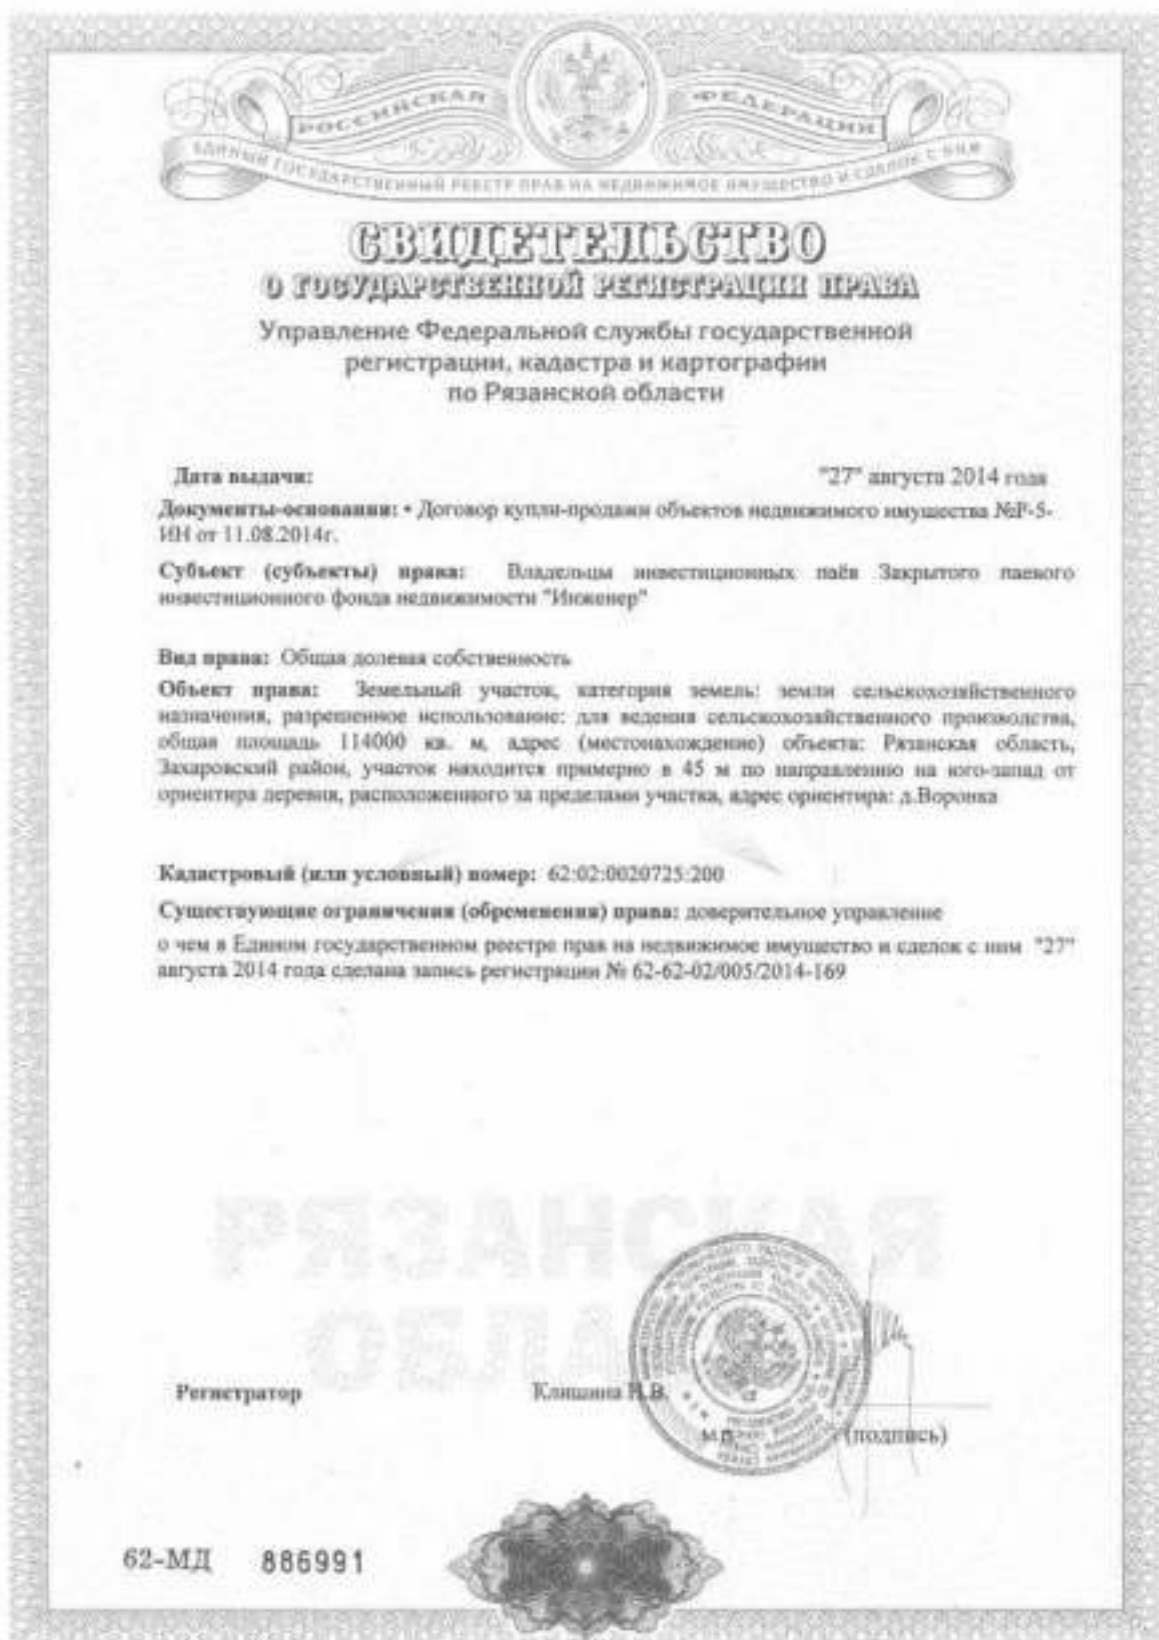 РОССИЙСКАЯ ФЕДЕРАЦИЯ
ЕДИНЫЙ ГОСУДАРСТВЕННЫЙ РЕЕСТР ПРАВ НА НЕДВИЖИМОЕ ИМУЩЕСТВО И СДЕЛОК С НИМ
СВИДЕТЕЛЬСТВО
О ГОСУДАРСТВЕННОЙ РЕГИСТРАЦИИ ПРАВА
Управление Федеральной службы государственной
регистрации, кадастра и картографии
по Рязанской области
Дата выдачи: "27" августа 2014 года
Документы-основания: • Договор купли-продажи объектов недвижимого имущества №Р-5-
ИН от 11.08.2014г.
Субъект (субъекты) права: Владельцы инвестиционных паёв Закрытого паевого
инвестиционного фонда недвижимости "Инженер"
Вид права: Общая долевая собственность
Объект права: Земельный участок, категория земель: земли сельскохозяйственного
назначения, разрешенное использование: для ведения сельскохозяйственного производства,
общая площадь 114000 кв. м, адрес (местонахождение) объекта: Рязанская область,
Захаровский район, участок находится примерно в 45 м по направлению на юго-запад от
ориентира деревня, расположенного за пределами участка, адрес ориентира: д.Воронка
Кадастровый (или условный) номер: 62:02:0020725:200
Существующие ограничения (обременения) права: доверительное управление
о чем в Едином государственном реестре прав на недвижимое имущество и сделок с ним "27"
августа 2014 года сделана запись регистрации № 62-62-02/005/2014-169
Регистратор Клишина Н.В.
м.п. (подпись)
62-МД 886991